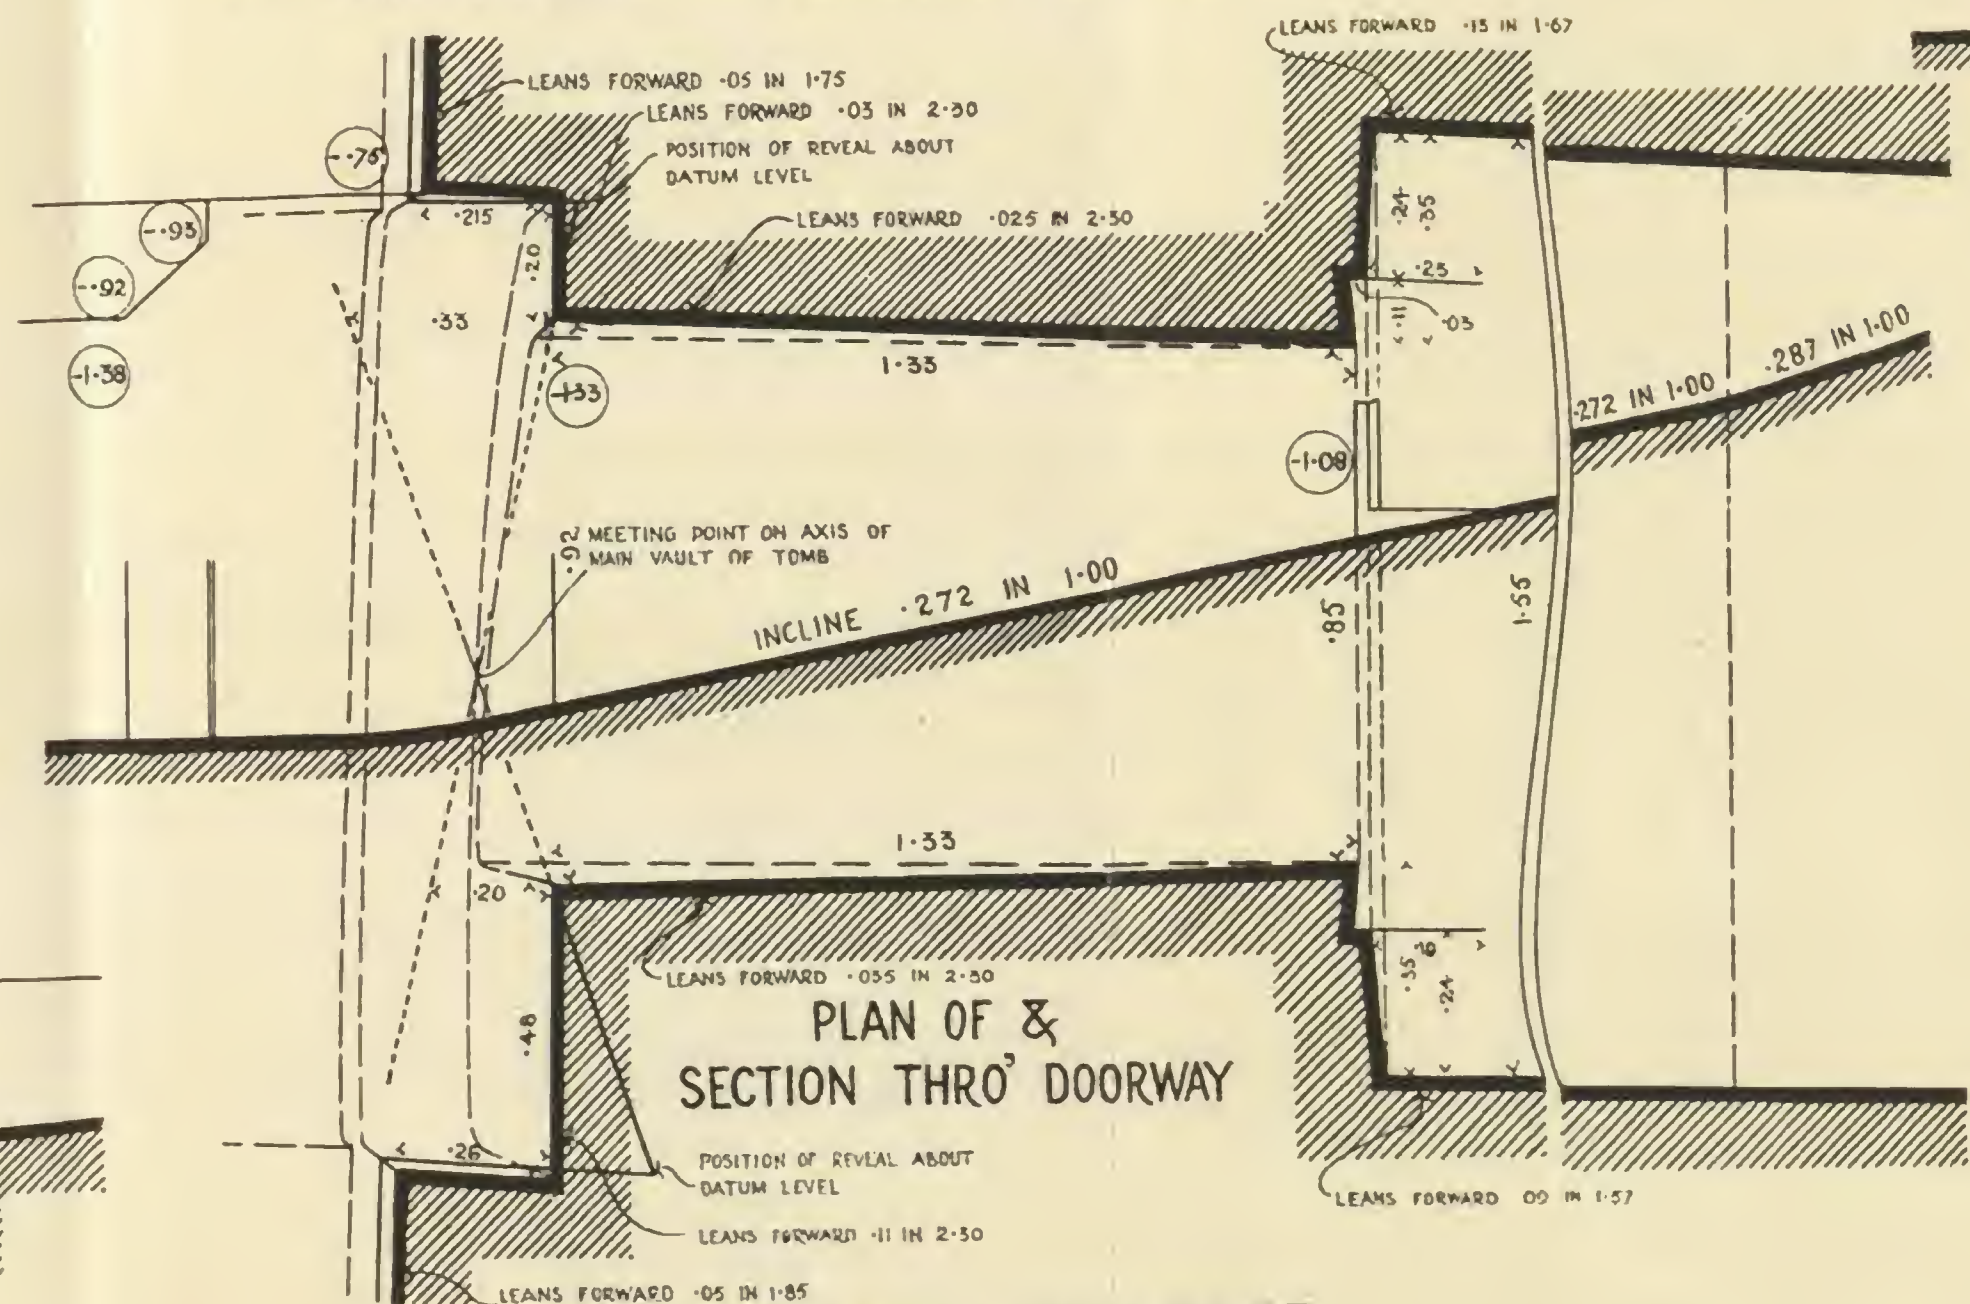 LEANS FORWARD ·15 IN 1·67
LEANS FORWARD ·05 IN 1·75
LEANS FORWARD ·03 IN 2·30
POSITION OF REVEAL ABOUT
DATUM LEVEL
-·76
-·93
-·92
-1·38
·215
LEANS FORWARD ·025 IN 2·30
·20
·33
1·33
-1·33
·24
·35
·25
·11
·03
·287 IN 1·00
·272 IN 1·00
-1·08
·92
MEETING POINT ON AXIS OF
MAIN VAULT OF TOMB
INCLINE ·272 IN 1·00
·85
1·55
1·33
·20
LEANS FORWARD ·035 IN 2·30
·35
·24
·48
PLAN OF &
SECTION THRO' DOORWAY
·26
POSITION OF REVEAL ABOUT
DATUM LEVEL
LEANS FORWARD 09 IN 1·57
LEANS FORWARD ·11 IN 2·30
LEANS FORWARD ·05 IN 1·85